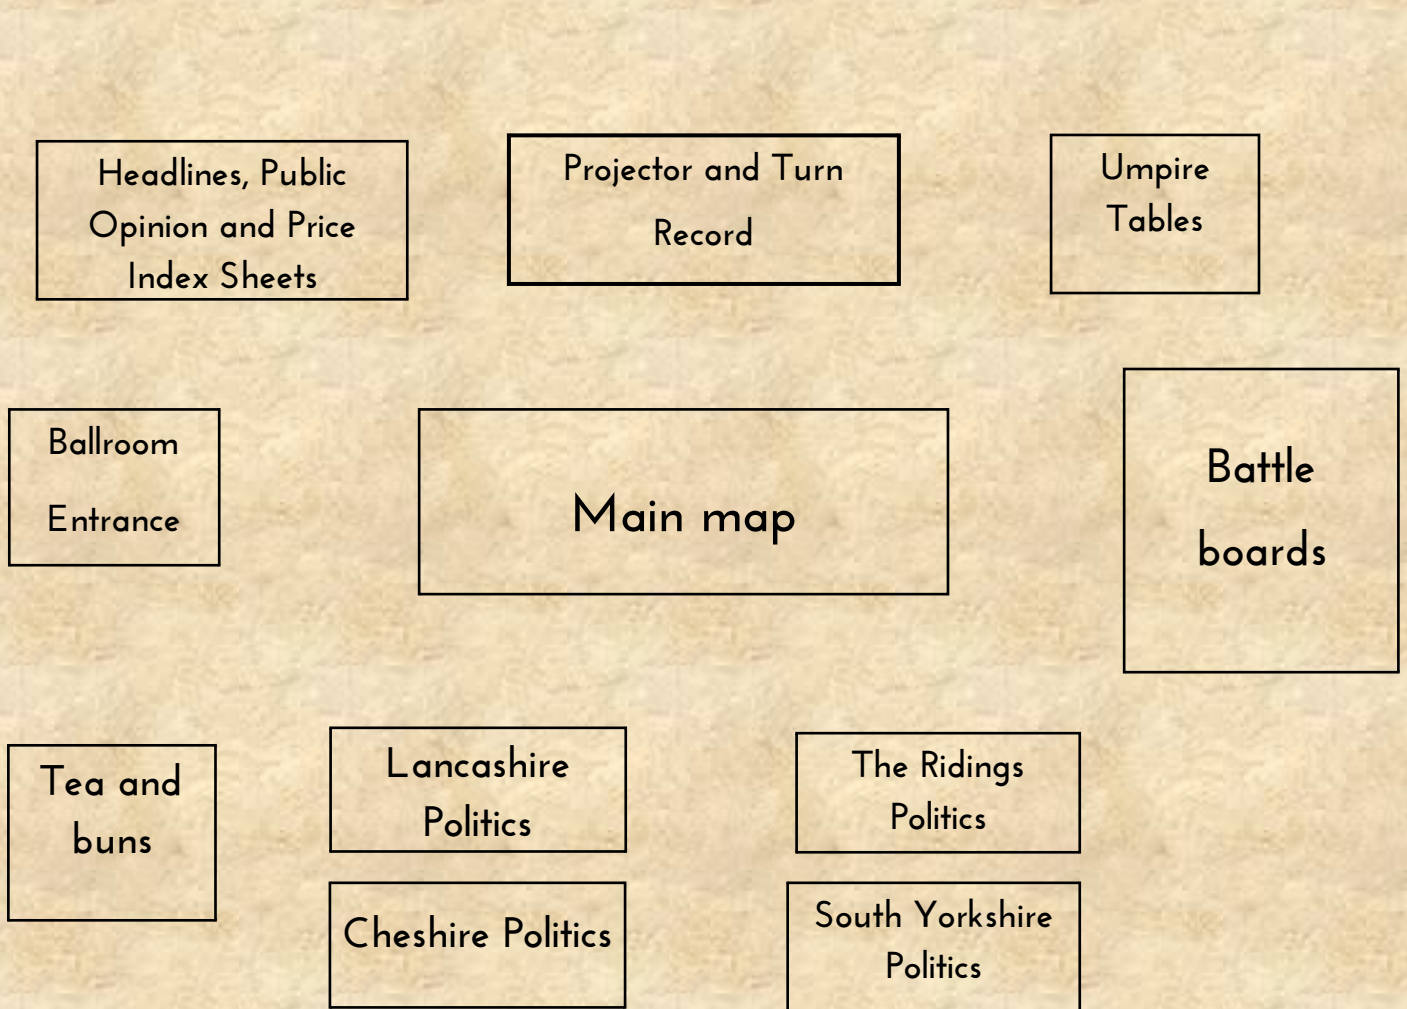 Headlines, Public
Opinion and Price
Index Sheets
Projector and Turn
Record
Umpire
Tables
Ballroom
Entrance
Main map
Battle
boards
Tea and
buns
Lancashire
Politics
The Ridings
Politics
Cheshire Politics
South Yorkshire
Politics